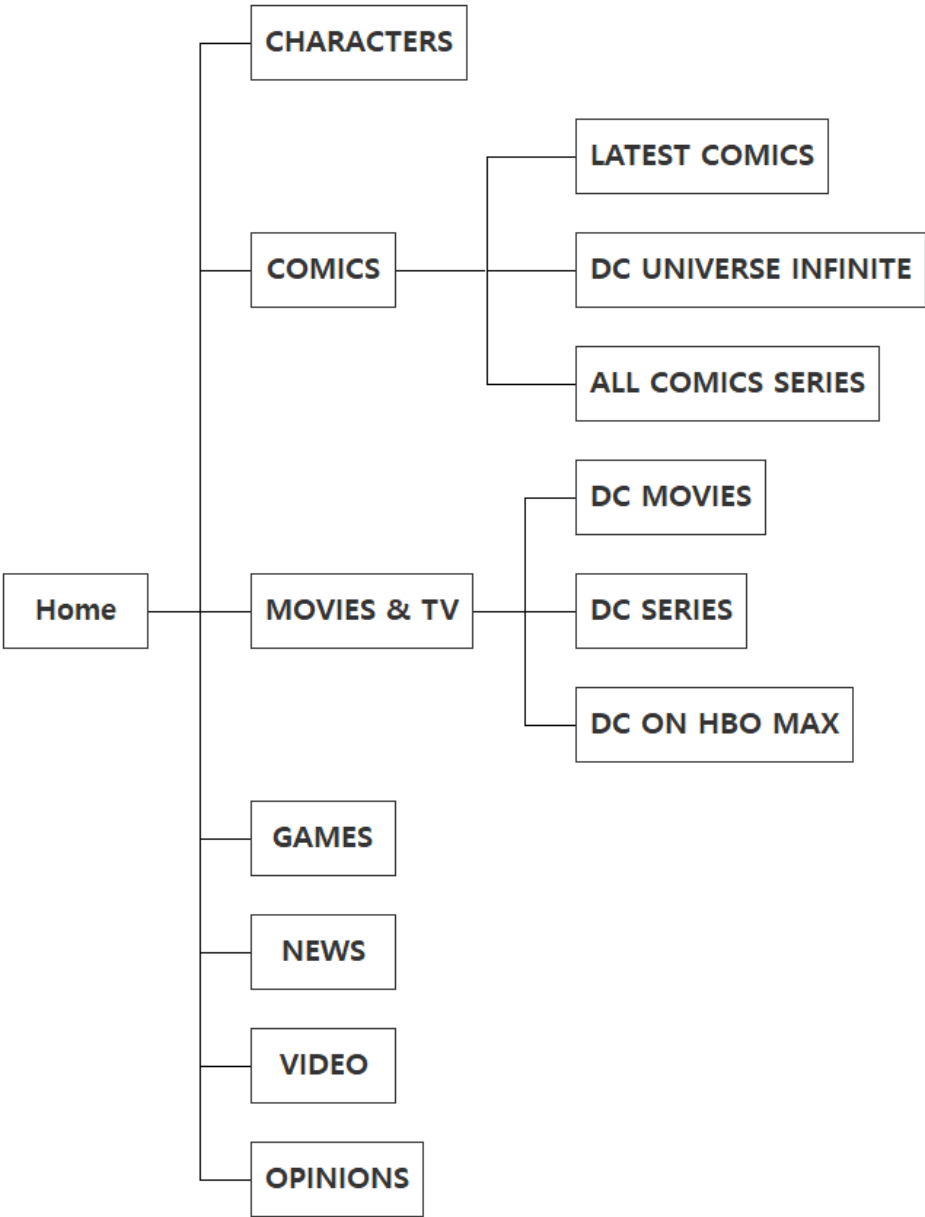 CHARACTERS
LATEST COMICS
COMICS
DC UNIVERSE INFINITE
ALL COMICS SERIES
DC MOVIES
Home
MOVIES & TV
DC SERIES
DC ON HBO MAX
GAMES
NEWS
VIDEO
OPINIONS